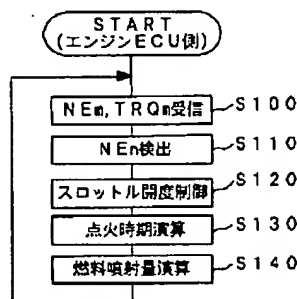 START
(エンジンECU側)
NEm,TRQm受信 S100
NEn検出 S110
スロットル開度制御 S120
点火時期演算 S130
燃料噴射量演算 S140